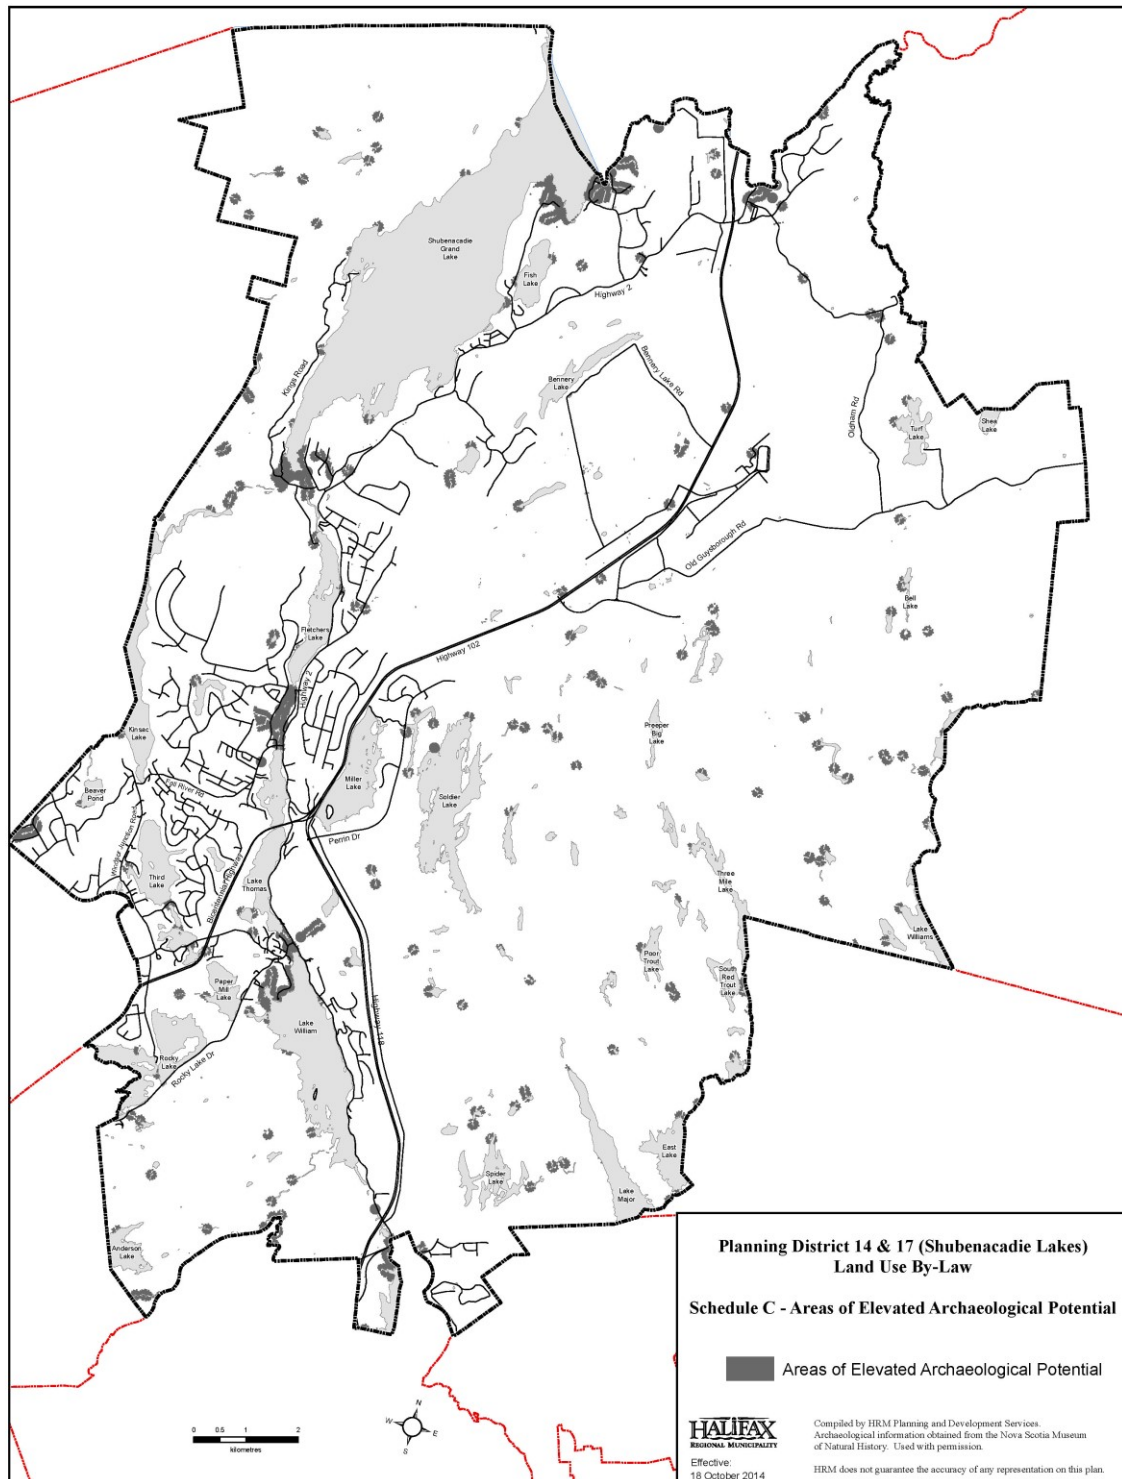 Shubenacadie
Grand
Lake
Fish
Lake
Highway 2
Kings Road
Bennery
Lake
Bennery Lake Rd
Oldham Rd
Turf
Lake
Shea
Lake
Old Guysborough Rd
Bell
Lake
Fletchers
Lake
Highway 2
Highway 102
Kinsac
Lake
Preeper
Big
Lake
Beaver
Pond
Fall River Rd
Miller
Lake
Soldier
Lake
Perrin Dr
Windsor Junction Road
Third
Lake
Bicentennial Highway
Lake
Thomas
Three
Mile
Lake
Lake
Williams
Paper
Mill
Lake
Poor
Trout
Lake
South
Red
Trout
Lake
Lake
William
Highway 118
Rocky
Lake
Rocky Lake Dr
East
Lake
Spider
Lake
Lake
Major
Anderson
Lake
Planning District 14 & 17 (Shubenacadie Lakes)
Land Use By-Law
Schedule C - Areas of Elevated Archaeological Potential
Areas of Elevated Archaeological Potential
HALIFAX
REGIONAL MUNICIPALITY
Effective:
18 October 2014
Compiled by HRM Planning and Development Services.
Archaeological information obtained from the Nova Scotia Museum
of Natural History. Used with permission.
HRM does not guarantee the accuracy of any representation on this plan.
0 0.5 1 2
kilometres
N
W
E
S